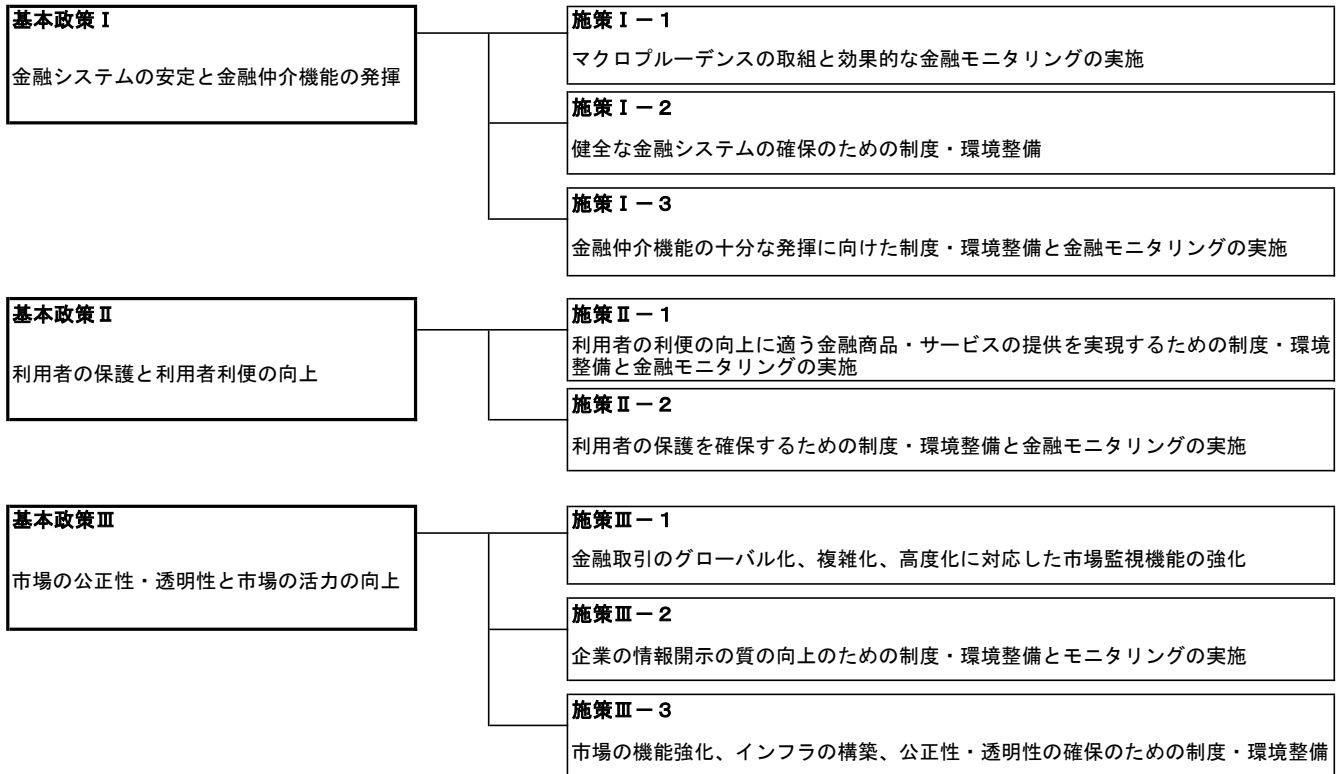 基本政策Ⅰ
金融システムの安定と金融仲介機能の発揮
施策Ⅰ－１
マクロプルーデンスの取組と効果的な金融モニタリングの実施
施策Ⅰ－２
健全な金融システムの確保のための制度・環境整備
施策Ⅰ－３
金融仲介機能の十分な発揮に向けた制度・環境整備と金融モニタリングの実施
基本政策Ⅱ
利用者の保護と利用者利便の向上
施策Ⅱ－１
利用者の利便の向上に適う金融商品・サービスの提供を実現するための制度・環境
整備と金融モニタリングの実施
施策Ⅱ－２
利用者の保護を確保するための制度・環境整備と金融モニタリングの実施
基本政策Ⅲ
市場の公正性・透明性と市場の活力の向上
施策Ⅲ－１
金融取引のグローバル化、複雑化、高度化に対応した市場監視機能の強化
施策Ⅲ－２
企業の情報開示の質の向上のための制度・環境整備とモニタリングの実施
施策Ⅲ－３
市場の機能強化、インフラの構築、公正性・透明性の確保のための制度・環境整備